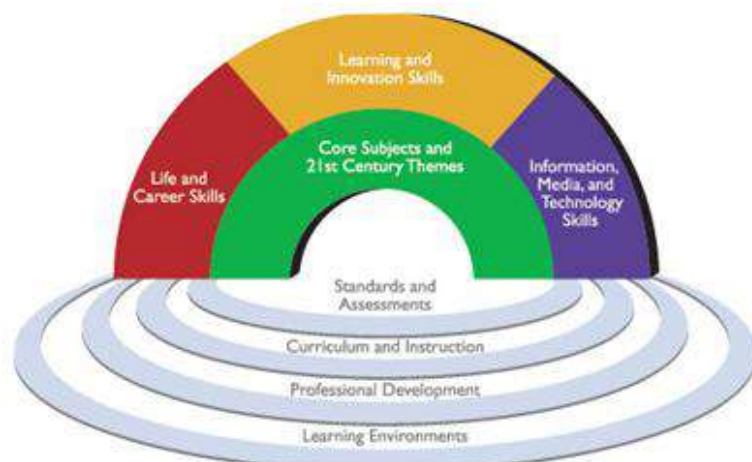 Learning and
Innovation Skills
Core Subjects and
21st Century Themes
Life and
Career Skills
Information,
Media, and
Technology
Skills
Standards and
Assessments
Curriculum and Instruction
Professional Development
Learning Environments